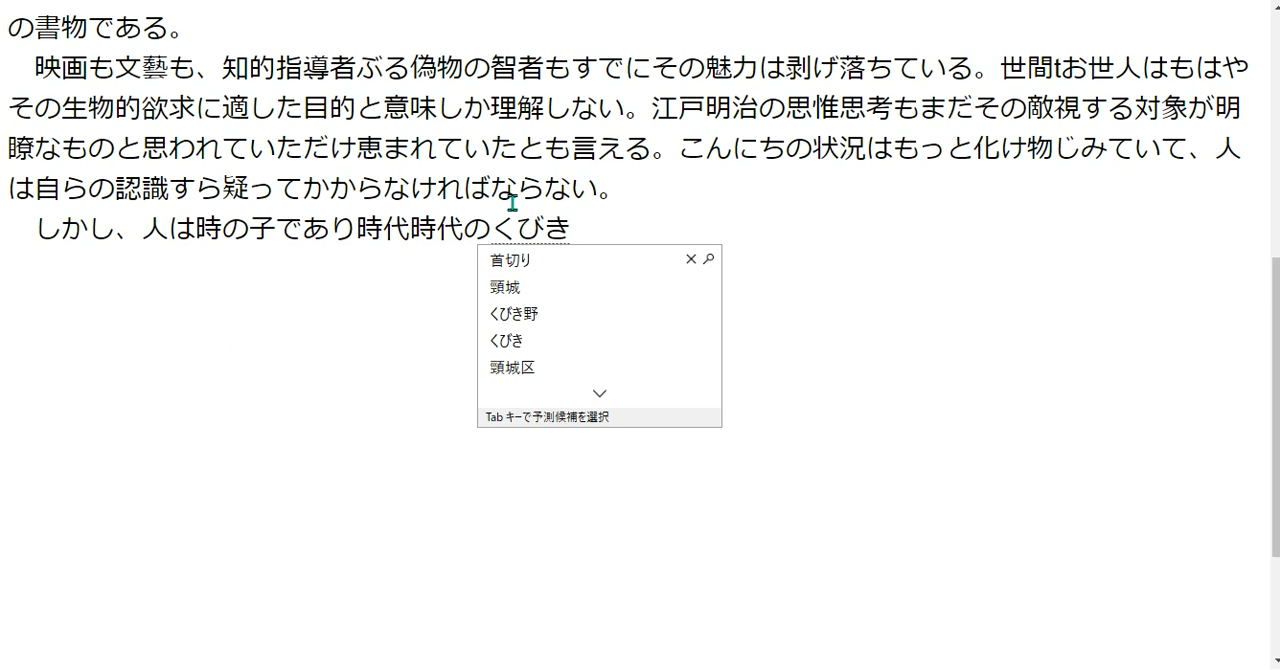 の書物である。
　映画も文藝も、知的指導者ぶる偽物の智者もすでにその魅力は剥げ落ちている。世間tお世人はもはや
その生物的欲求に適した目的と意味しか理解しない。江戸明治の思惟思考もまだその敵視する対象が明
瞭なものと思われていただけ恵まれていたとも言える。こんにちの状況はもっと化け物じみていて、人
は自らの認識すら疑ってかからなければならない。
　しかし、人は時の子であり時代時代のくびき
首切り
頸城
くびき野
くびき
頸城区
Tab キーで予測候補を選択